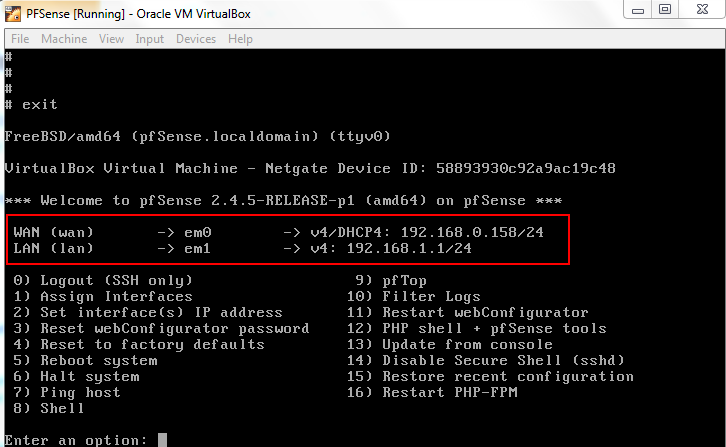 PFSense [Running] - Oracle VM VirtualBox
File Machine View Input Devices Help
#
#
#
# exit
FreeBSD/amd64 (pfSense.localdomain) (ttyv0)
VirtualBox Virtual Machine - Netgate Device ID: 58893930c92a9ac19c48
*** Welcome to pfSense 2.4.5-RELEASE-p1 (amd64) on pfSense ***
WAN (wan) -> em0 -> v4/DHCP4: 192.168.0.158/24
LAN (lan) -> em1 -> v4: 192.168.1.1/24
0) Logout (SSH only) 9) pfTop
1) Assign Interfaces 10) Filter Logs
2) Set interface(s) IP address 11) Restart webConfigurator
3) Reset webConfigurator password 12) PHP shell + pfSense tools
4) Reset to factory defaults 13) Update from console
5) Reboot system 14) Disable Secure Shell (sshd)
6) Halt system 15) Restore recent configuration
7) Ping host 16) Restart PHP-FPM
8) Shell
Enter an option: